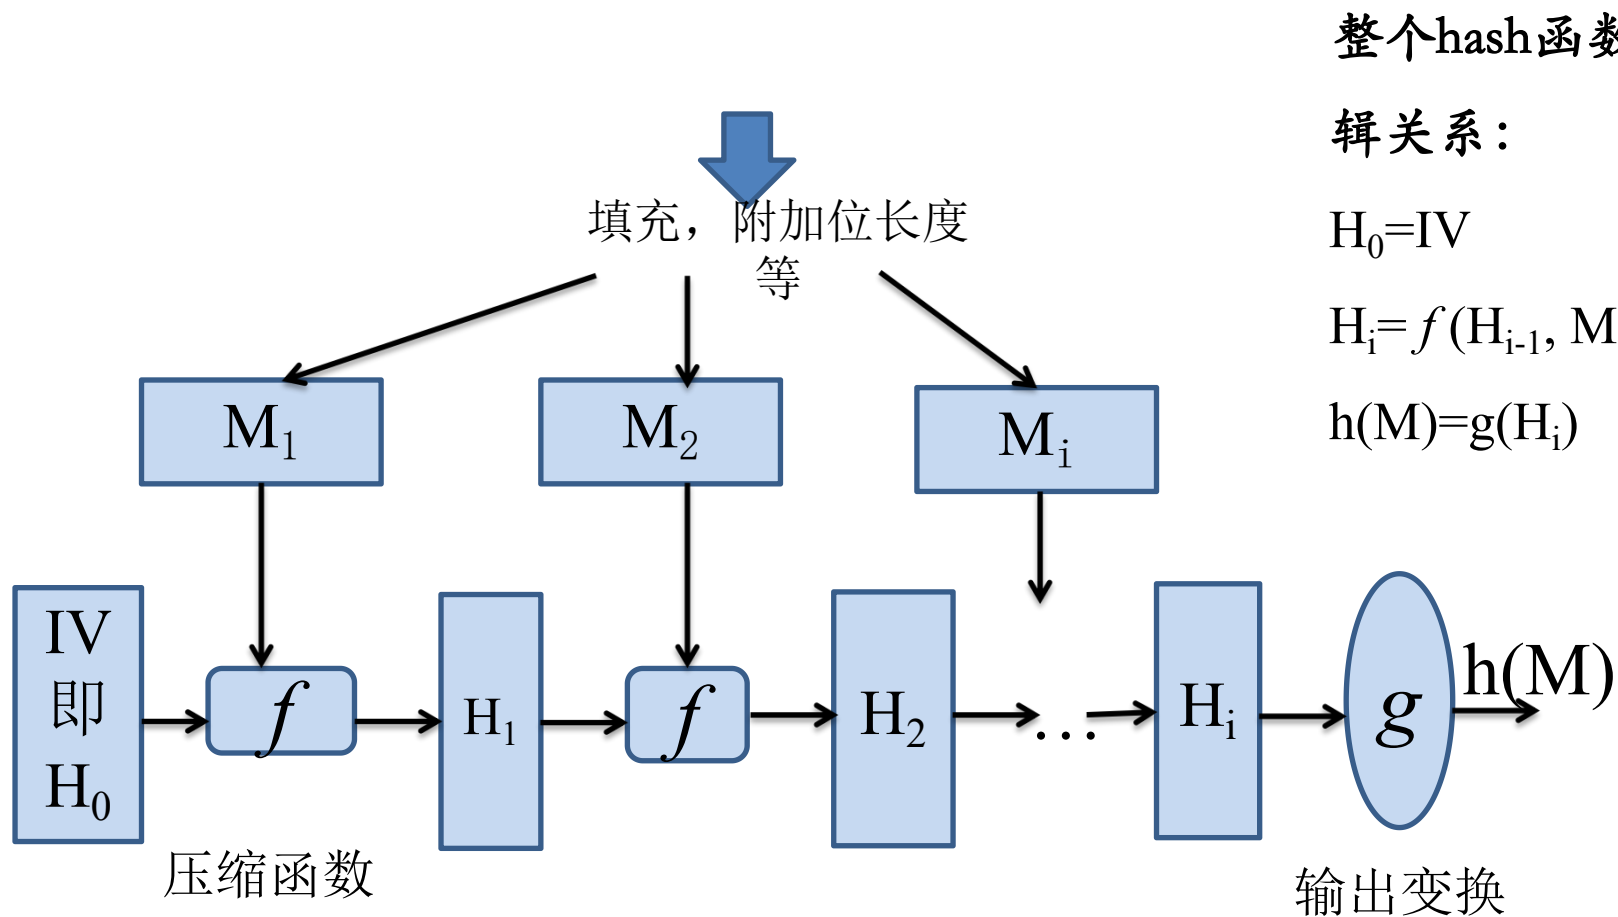 整个hash函数
辑关系：
H₀=IV
Hᵢ= f (Hᵢ₋₁, M
h(M)=g(Hᵢ)
填充，附加位长度
等
M₁
M₂
Mᵢ
IV
即
H₀
f
H₁
f
H₂
…
Hᵢ
g
h(M)
压缩函数
输出变换